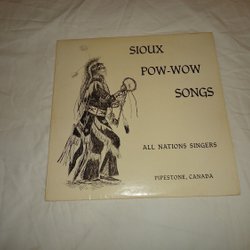 SIOUX
POW-WOW
SONGS
ALL NATIONS SINGERS
PIPESTONE, CANADA